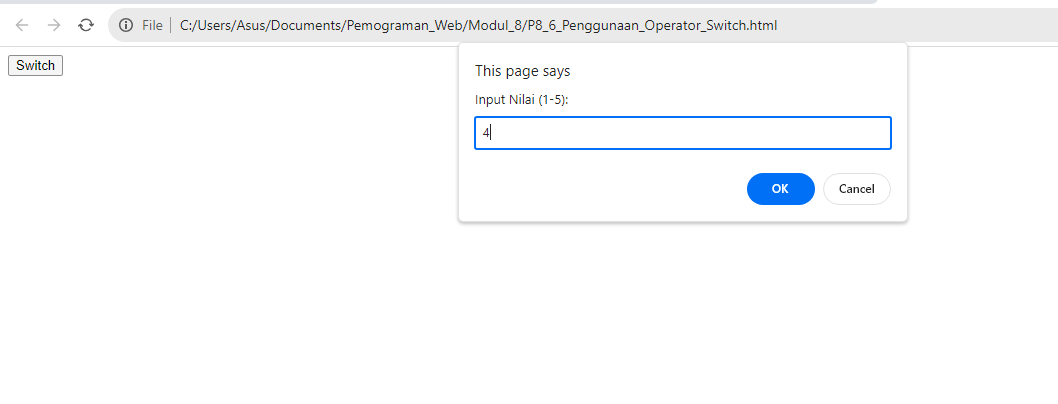 File | C:/Users/Asus/Documents/Pemograman_Web/Modul_8/P8_6_Penggunaan_Operator_Switch.html
Switch
This page says
Input Nilai (1-5):
4
OK
Cancel